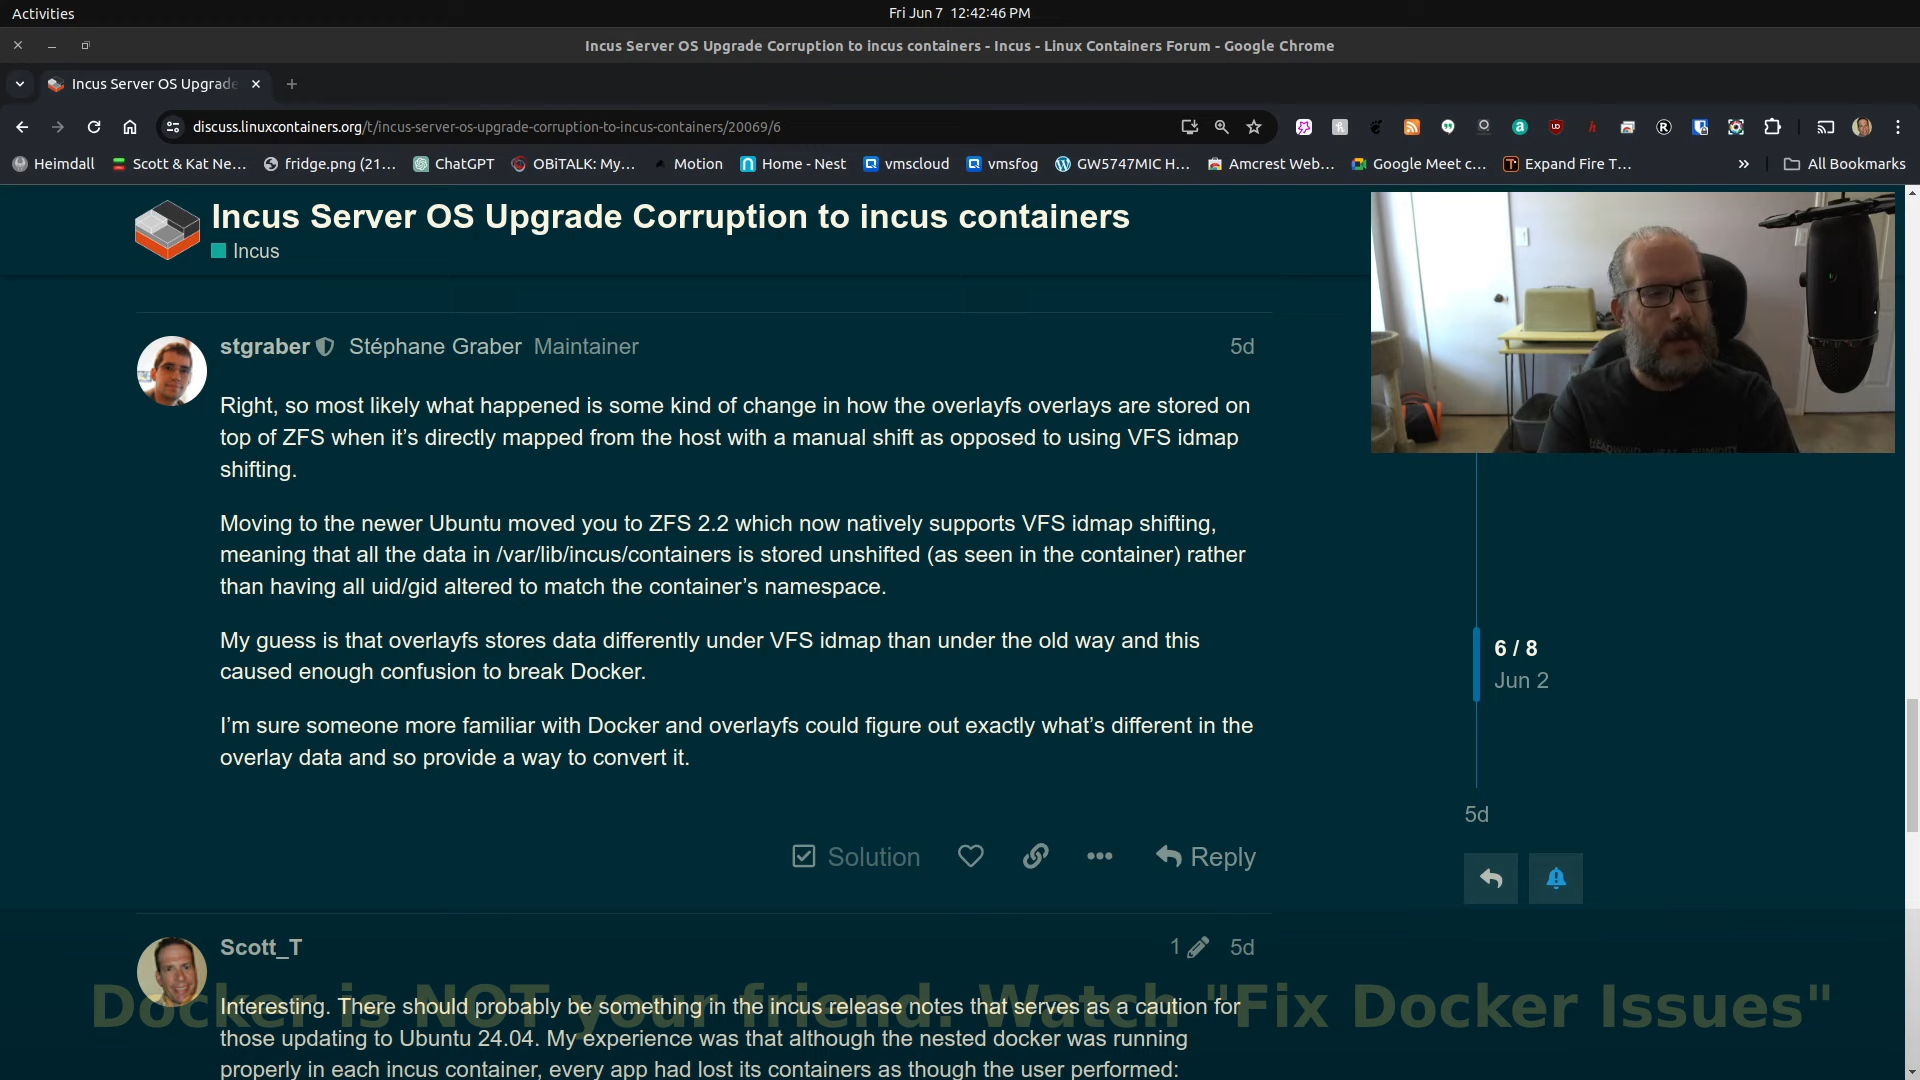 Activities
Fri Jun 7 12:42:46 PM
Incus Server OS Upgrade Corruption to incus containers - Incus - Linux Containers Forum - Google Chrome
Incus Server OS Upgrade
discuss.linuxcontainers.org/t/incus-server-os-upgrade-corruption-to-incus-containers/20069/6
Heimdall Scott & Kat Ne... fridge.png (21... ChatGPT OBiTALK: My... Motion Home - Nest vmscloud vmsfog GW5747MIC H... Amcrest Web... Google Meet c... Expand Fire T... » All Bookmarks
Incus Server OS Upgrade Corruption to incus containers
Incus
stgraber Stéphane Graber Maintainer 5d
Right, so most likely what happened is some kind of change in how the overlayfs overlays are stored on
top of ZFS when it’s directly mapped from the host with a manual shift as opposed to using VFS idmap
shifting.
Moving to the newer Ubuntu moved you to ZFS 2.2 which now natively supports VFS idmap shifting,
meaning that all the data in /var/lib/incus/containers is stored unshifted (as seen in the container) rather
than having all uid/gid altered to match the container’s namespace.
My guess is that overlayfs stores data differently under VFS idmap than under the old way and this
caused enough confusion to break Docker.
I’m sure someone more familiar with Docker and overlayfs could figure out exactly what’s different in the
overlay data and so provide a way to convert it.
6 / 8
Jun 2
5d
Solution Reply
Scott_T 1 5d
Interesting. There should probably be something in the incus release notes that serves as a caution for
those updating to Ubuntu 24.04. My experience was that although the nested docker was running
properly in each incus container, every app had lost its containers as though the user performed:
Docker is NOT your friend. Watch "Fix Docker Issues"